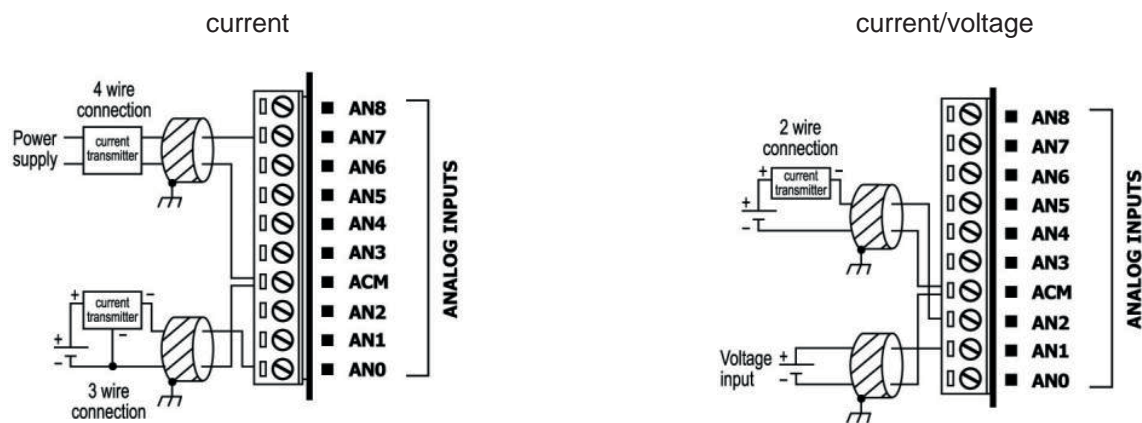 current
4 wire
connection
Power
supply
current
transmitter
AN8
AN7
AN6
AN5
AN4
AN3
ACM
AN2
AN1
AN0
ANALOG INPUTS
+
current
transmitter
−
−
+
−
3 wire
connection
current/voltage
2 wire
connection
+
current
transmitter
−
+
−
Voltage
input
+
−
AN8
AN7
AN6
AN5
AN4
AN3
ACM
AN2
AN1
AN0
ANALOG INPUTS